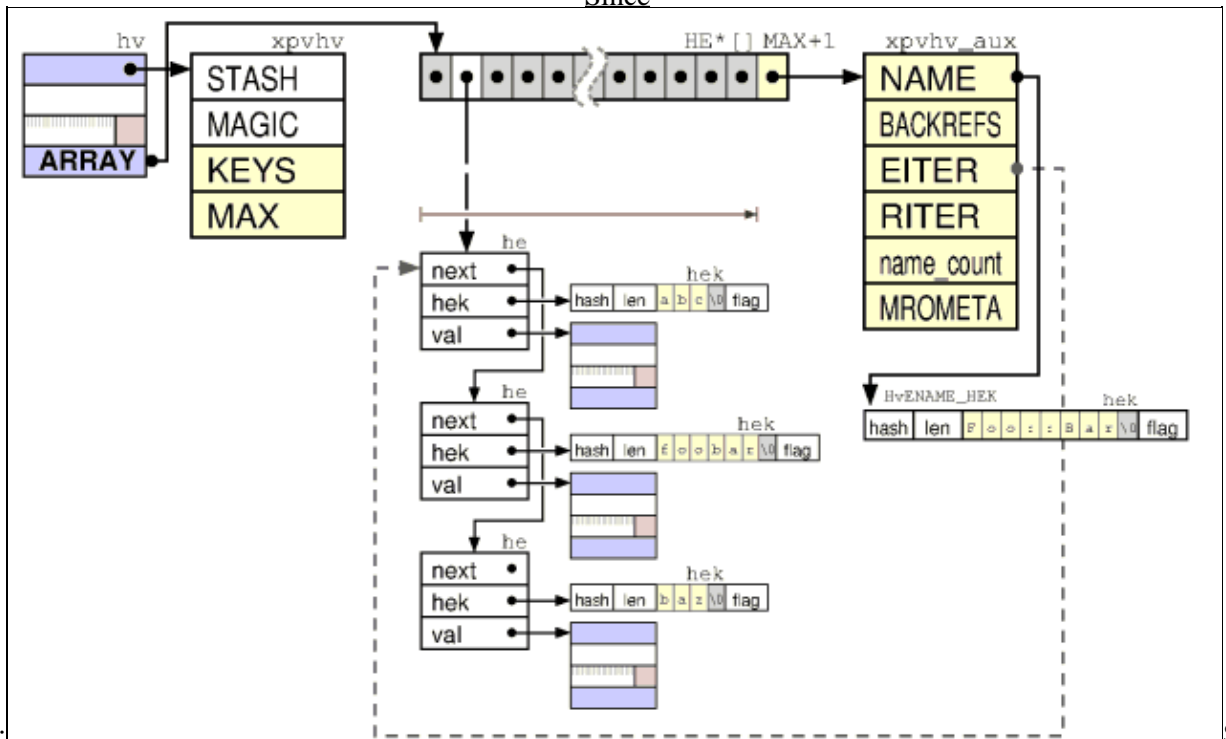 Since
hv
xpvhv
HE*[] MAX+1
xpvhv_aux
STASH
MAGIC
KEYS
MAX
ARRAY
NAME
BACKREFS
EITER
RITER
name_count
MROMETA
he
next
hek
val
hek
hash len a b c \0 flag
he
next
hek
val
hek
hash len f o o b a r \0 flag
he
next
hek
val
hek
hash len b a z \0 flag
HvENAME_HEK
hek
hash len F o o : : B a r \0 flag
.